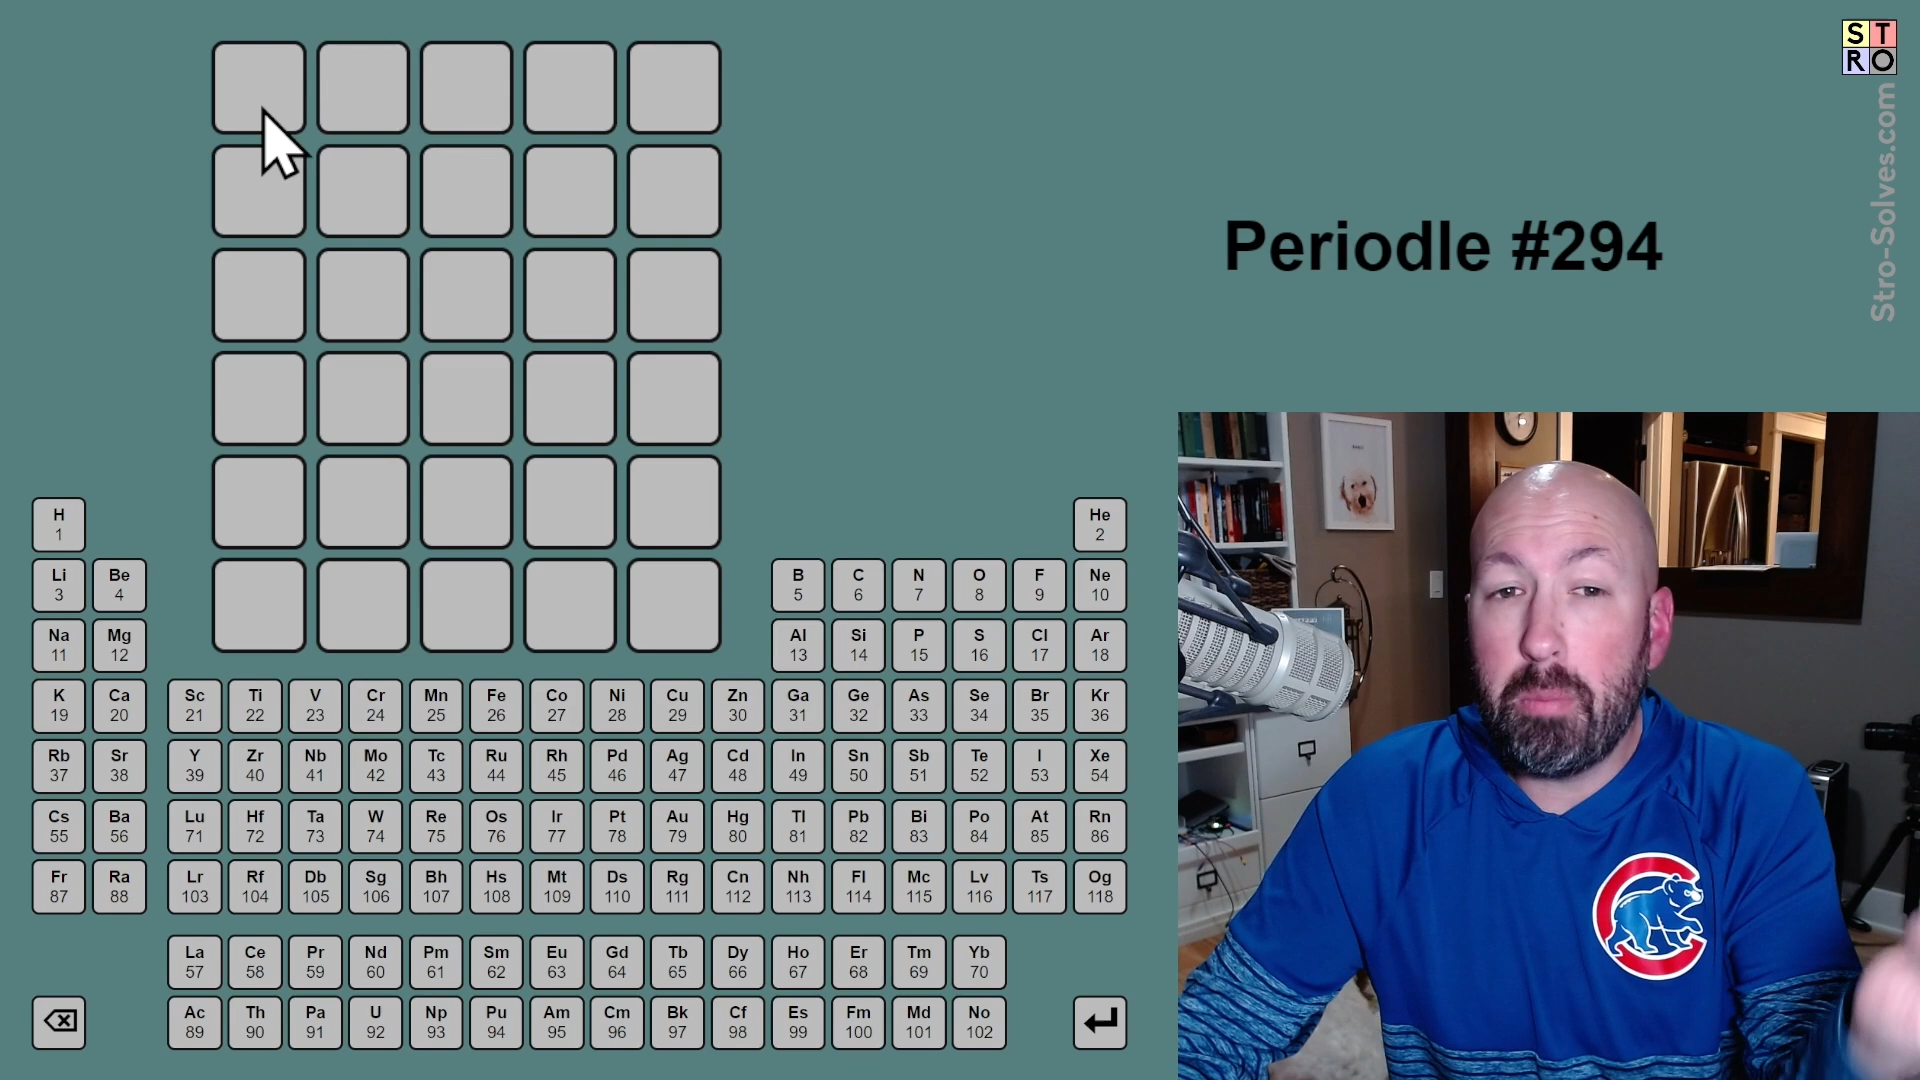 S T
R O
Stro-Solves.com
Periodle #294
H
1
He
2
Li Be B C N O F Ne
3 4 5 6 7 8 9 10
Na Mg Al Si P S Cl Ar
11 12 13 14 15 16 17 18
K Ca Sc Ti V Cr Mn Fe Co Ni Cu Zn Ga Ge As Se Br Kr
19 20 21 22 23 24 25 26 27 28 29 30 31 32 33 34 35 36
Rb Sr Y Zr Nb Mo Tc Ru Rh Pd Ag Cd In Sn Sb Te I Xe
37 38 39 40 41 42 43 44 45 46 47 48 49 50 51 52 53 54
Cs Ba Lu Hf Ta W Re Os Ir Pt Au Hg Tl Pb Bi Po At Rn
55 56 71 72 73 74 75 76 77 78 79 80 81 82 83 84 85 86
Fr Ra Lr Rf Db Sg Bh Hs Mt Ds Rg Cn Nh Fl Mc Lv Ts Og
87 88 103 104 105 106 107 108 109 110 111 112 113 114 115 116 117 118
La Ce Pr Nd Pm Sm Eu Gd Tb Dy Ho Er Tm Yb
57 58 59 60 61 62 63 64 65 66 67 68 69 70
Ac Th Pa U Np Pu Am Cm Bk Cf Es Fm Md No
89 90 91 92 93 94 95 96 97 98 99 100 101 102